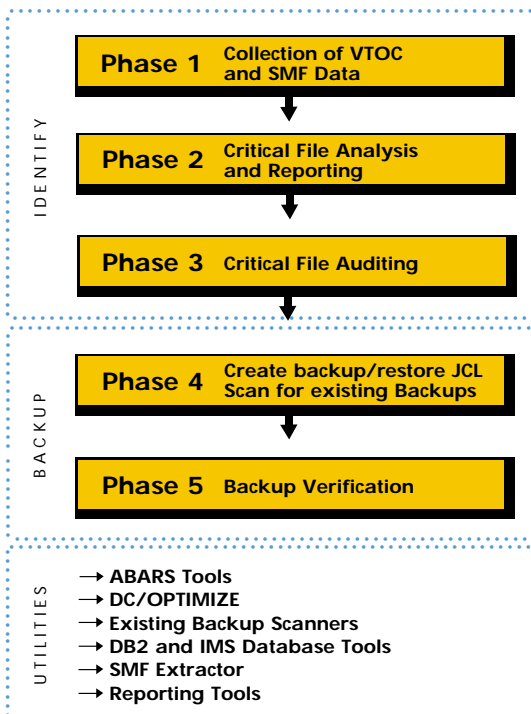 IDENTIFY
Phase 1 Collection of VTOC
and SMF Data
Phase 2 Critical File Analysis
and Reporting
Phase 3 Critical File Auditing
BACKUP
Phase 4 Create backup/restore JCL
Scan for existing Backups
Phase 5 Backup Verification
UTILITIES
→ ABARS Tools
→ DC/OPTIMIZE
→ Existing Backup Scanners
→ DB2 and IMS Database Tools
→ SMF Extractor
→ Reporting Tools